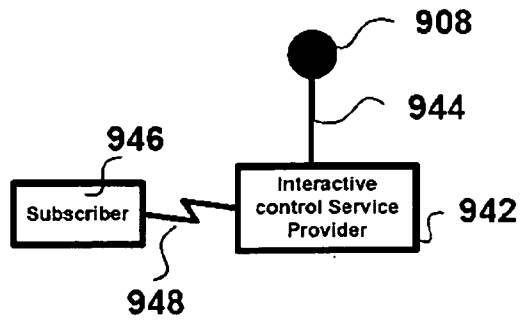 908
944
946
Interactive
control Service
Provider
Subscriber
942
948